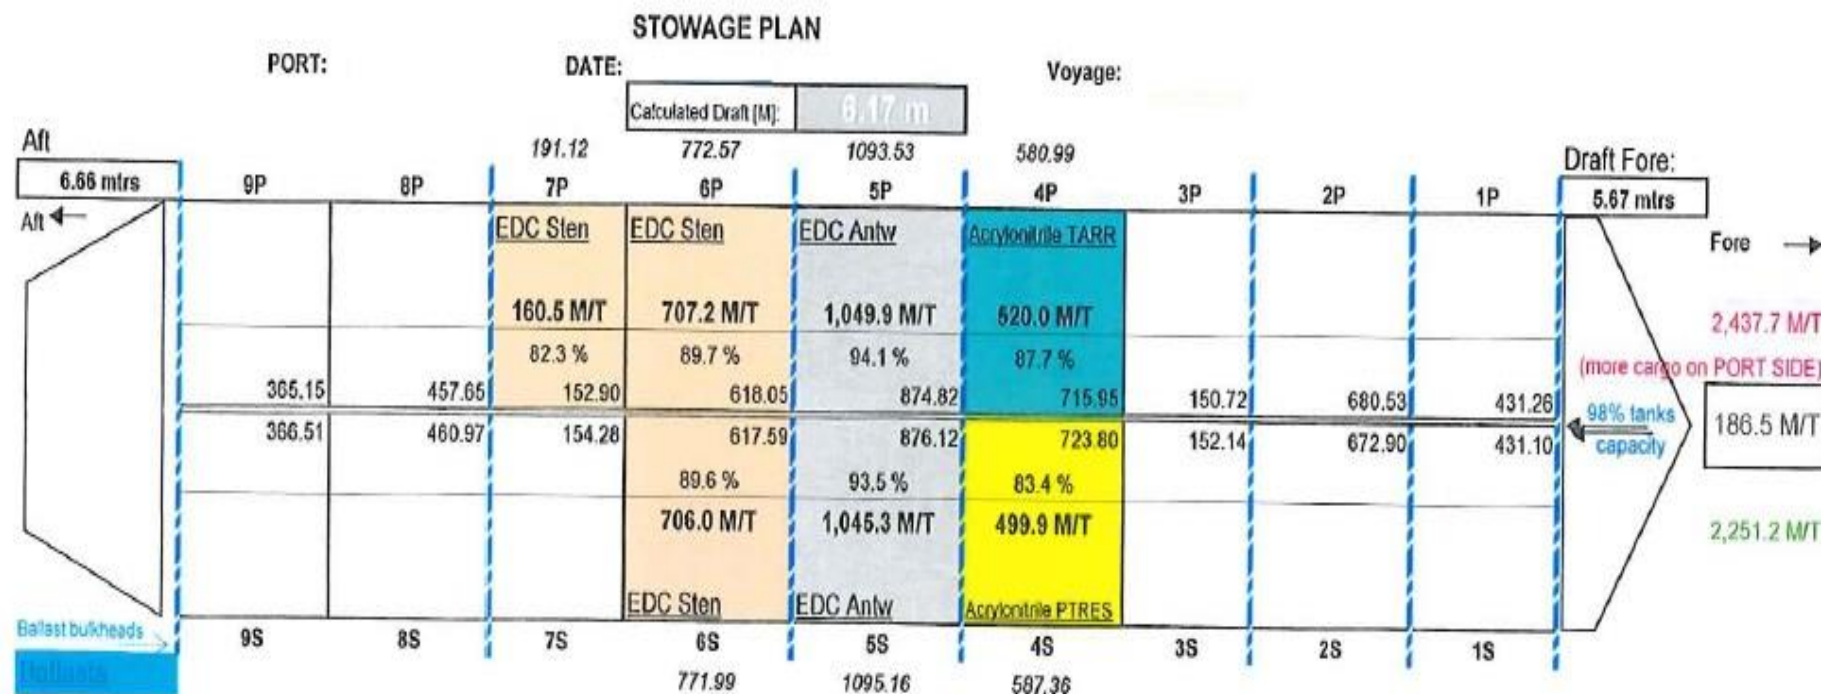 STOWAGE PLAN
PORT: DATE: Voyage:
Calculated Draft (M): 6.17 m
Aft 191.12 772.57 1093.53 580.99 Draft Fore:
6.66 mtrs 9P 8P 7P 6P 5P 4P 3P 2P 1P 5.67 mtrs
Aft EDC Sten EDC Sten EDC Antw Acrylonitrile TARR Fore
160.5 M/T 707.2 M/T 1,049.9 M/T 520.0 M/T 2,437.7 M/T
82.3 % 89.7 % 94.1 % 87.7 % (more cargo on PORT SIDE)
365.15 457.65 152.90 618.05 874.82 715.95 150.72 680.53 431.26 98% tanks 186.5 M/T
366.51 460.97 154.28 617.59 876.12 723.80 152.14 672.90 431.10 capacity
89.6 % 93.5 % 83.4 %
706.0 M/T 1,045.3 M/T 499.9 M/T 2,251.2 M/T
EDC Sten EDC Antw Acrylonitrile PTRES
Ballast bulkheads 9S 8S 7S 6S 5S 4S 3S 2S 1S
771.99 1095.16 587.36